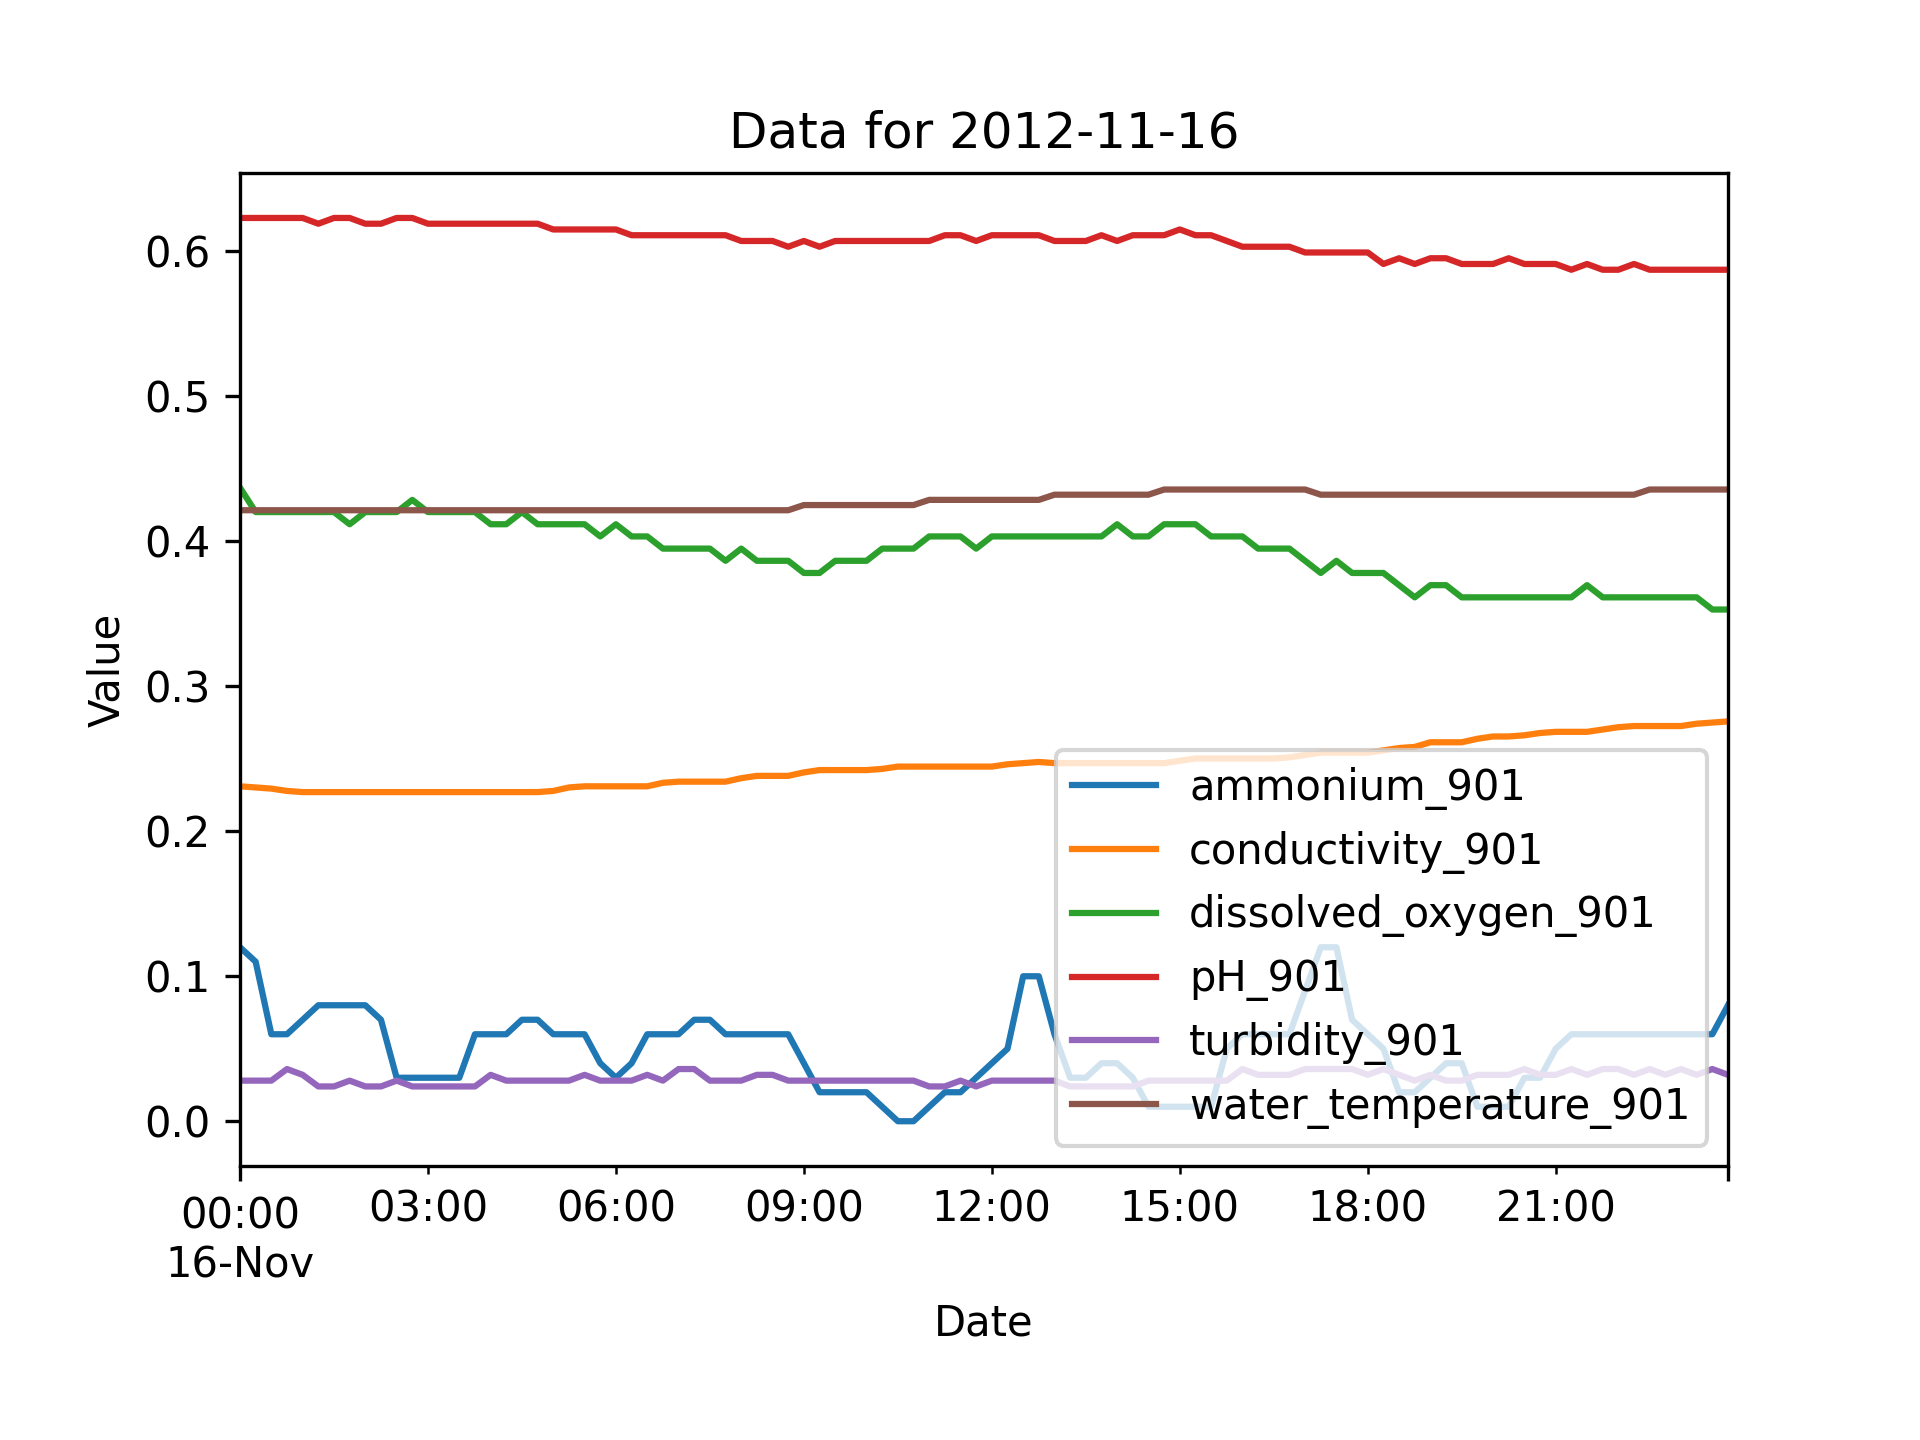 Data for 2012-11-16
Value
0.6
0.5
0.4
0.3
0.2
0.1
0.0
ammonium_901
conductivity_901
dissolved_oxygen_901
pH_901
turbidity_901
water_temperature_901
00:00 03:00 06:00 09:00 12:00 15:00 18:00 21:00
16-Nov
Date